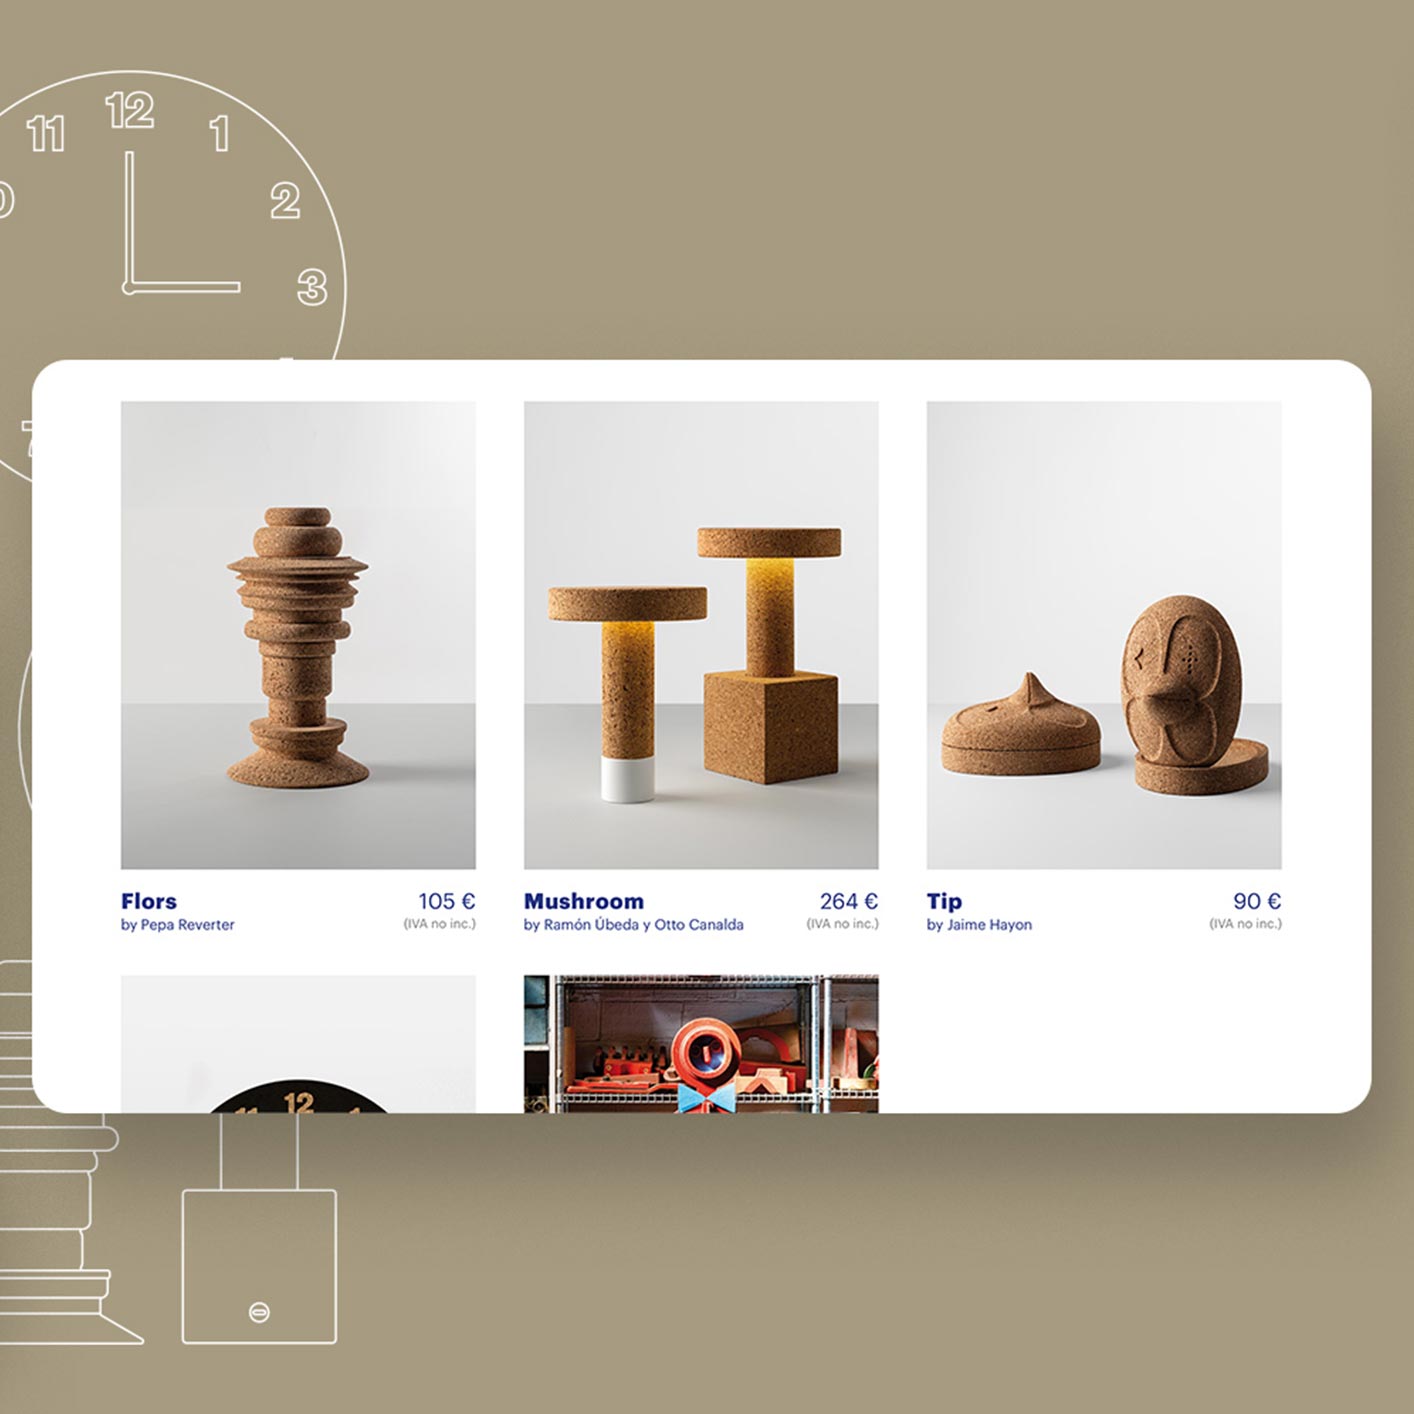 12
11
1
2
3
Flors
105 €
by Pepa Reverter
(IVA no inc.)
Mushroom
264 €
by Ramón Úbeda y Otto Canalda
(IVA no inc.)
Tip
90 €
by Jaime Hayon
(IVA no inc.)
12